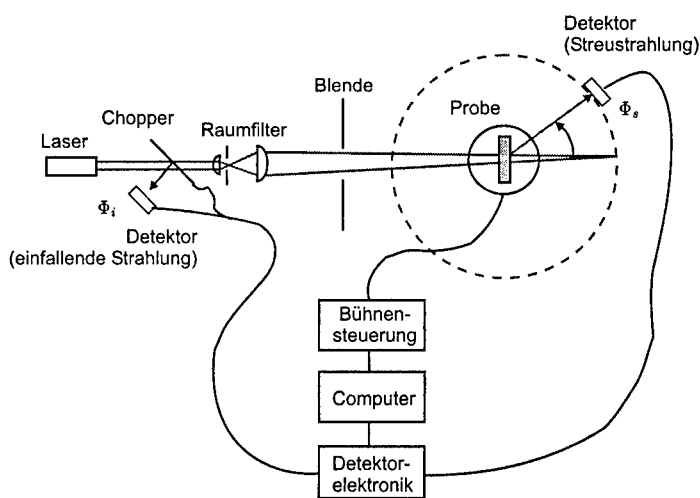 Detektor
(Streustrahlung)
Φs
Blende
Probe
Chopper
Raumfilter
Laser
Φi
Detektor
(einfallende Strahlung)
Bühnen-
steuerung
Computer
Detektor-
elektronik